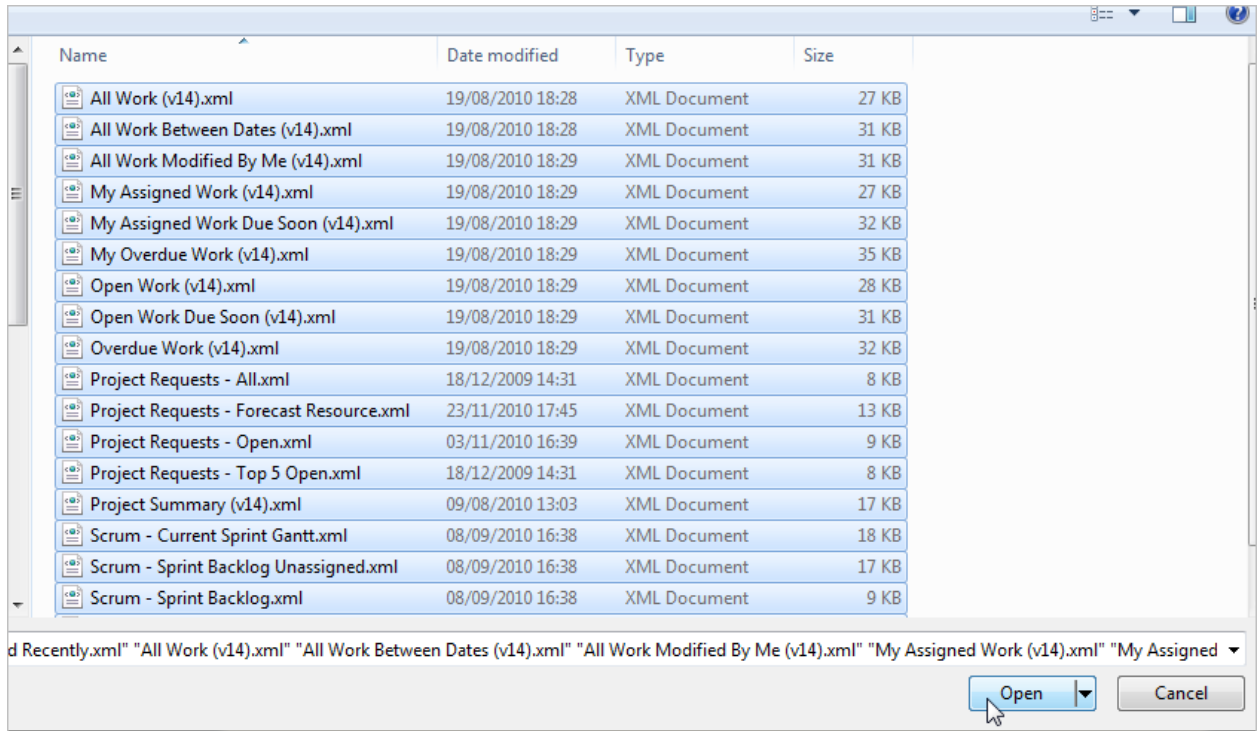 Name Date modified Type Size
All Work (v14).xml 19/08/2010 18:28 XML Document 27 KB
All Work Between Dates (v14).xml 19/08/2010 18:28 XML Document 31 KB
All Work Modified By Me (v14).xml 19/08/2010 18:29 XML Document 31 KB
My Assigned Work (v14).xml 19/08/2010 18:29 XML Document 27 KB
My Assigned Work Due Soon (v14).xml 19/08/2010 18:29 XML Document 32 KB
My Overdue Work (v14).xml 19/08/2010 18:29 XML Document 35 KB
Open Work (v14).xml 19/08/2010 18:29 XML Document 28 KB
Open Work Due Soon (v14).xml 19/08/2010 18:29 XML Document 31 KB
Overdue Work (v14).xml 19/08/2010 18:29 XML Document 32 KB
Project Requests - All.xml 18/12/2009 14:31 XML Document 8 KB
Project Requests - Forecast Resource.xml 23/11/2010 17:45 XML Document 13 KB
Project Requests - Open.xml 03/11/2010 16:39 XML Document 9 KB
Project Requests - Top 5 Open.xml 18/12/2009 14:31 XML Document 8 KB
Project Summary (v14).xml 09/08/2010 13:03 XML Document 17 KB
Scrum - Current Sprint Gantt.xml 08/09/2010 16:38 XML Document 18 KB
Scrum - Sprint Backlog Unassigned.xml 08/09/2010 16:38 XML Document 17 KB
Scrum - Sprint Backlog.xml 08/09/2010 16:38 XML Document 9 KB
d Recently.xml" "All Work (v14).xml" "All Work Between Dates (v14).xml" "All Work Modified By Me (v14).xml" "My Assigned Work (v14).xml" "My Assigned
Open Cancel